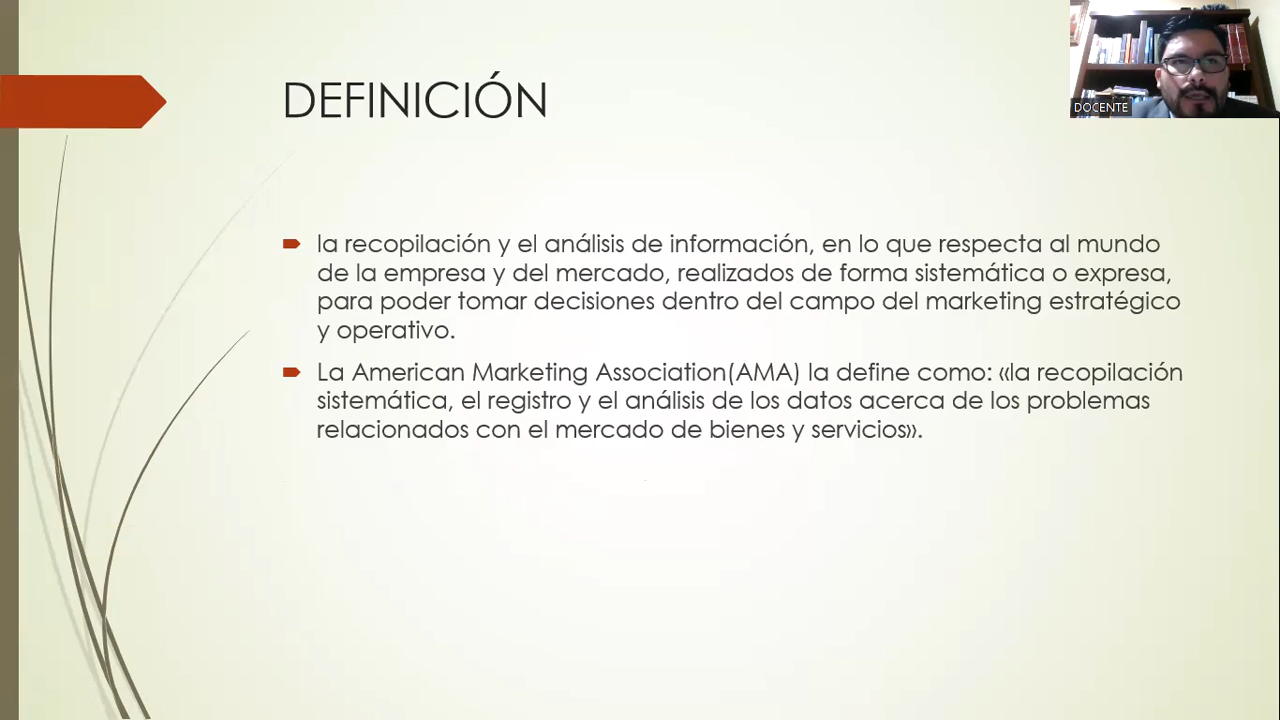 DEFINICIÓN
DOCENTE
la recopilación y el análisis de información, en lo que respecta al mundo
de la empresa y del mercado, realizados de forma sistemática o expresa,
para poder tomar decisiones dentro del campo del marketing estratégico
y operativo.
La American Marketing Association(AMA) la define como: «la recopilación
sistemática, el registro y el análisis de los datos acerca de los problemas
relacionados con el mercado de bienes y servicios».